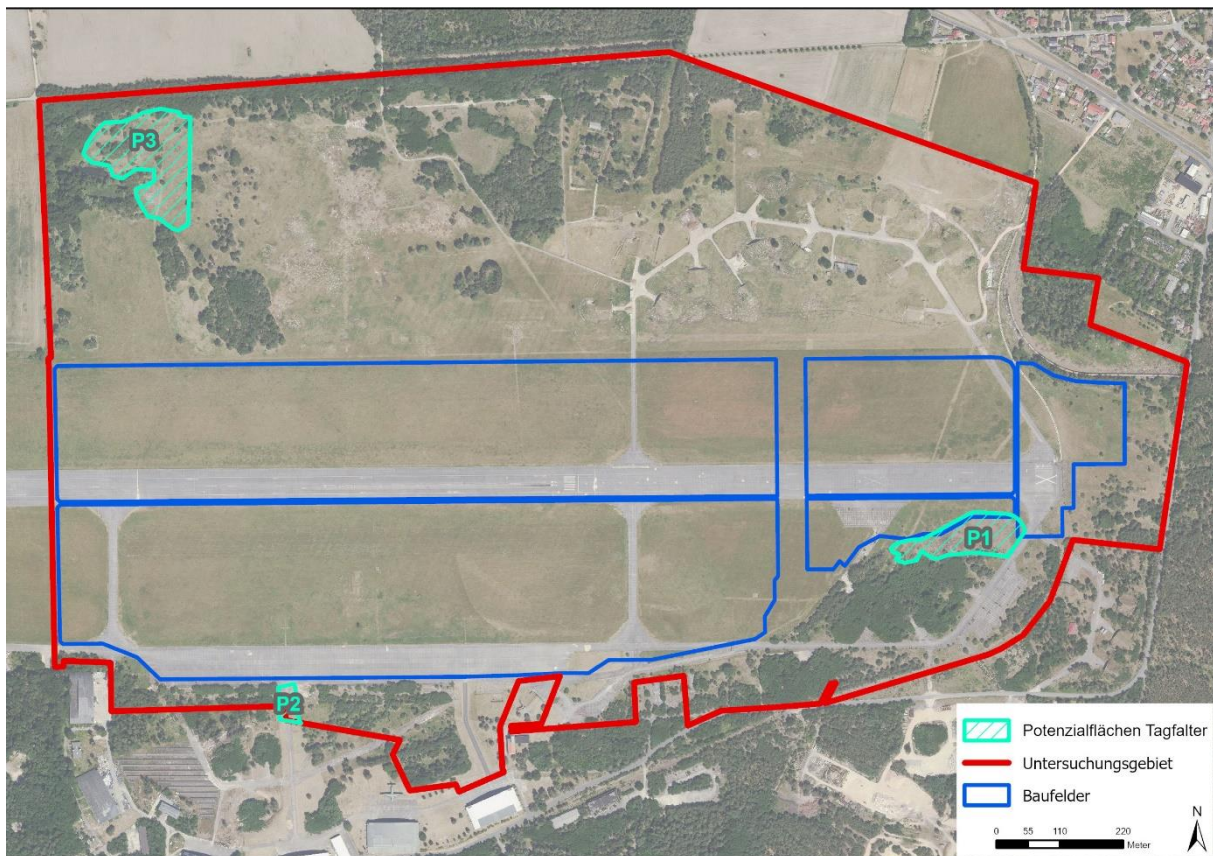 P3
P1
P2
Potenzialflächen Tagfalter
Untersuchungsgebiet
Baufelder
N
0 55 110 220
Meter